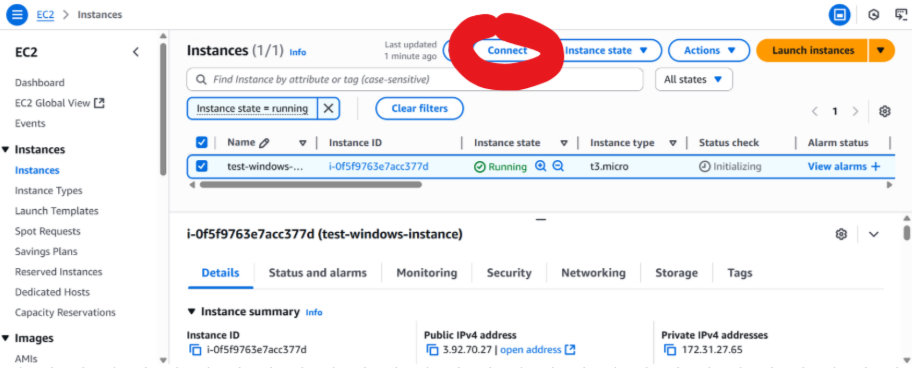 EC2 > Instances
EC2
Dashboard
EC2 Global View
Events
Instances
Instances
Instance Types
Launch Templates
Spot Requests
Savings Plans
Reserved Instances
Dedicated Hosts
Capacity Reservations
Images
AMIs
Instances (1/1) Info
Last updated
1 minute ago
Connect
Instance state
Actions
Launch instances
Find Instance by attribute or tag (case-sensitive)
All states
Instance state = running
Clear filters
1
Name Instance ID Instance state Instance type Status check Alarm status
test-windows-... i-0f5f9763e7acc377d Running t3.micro Initializing View alarms +
i-0f5f9763e7acc377d (test-windows-instance)
Details Status and alarms Monitoring Security Networking Storage Tags
Instance summary Info
Instance ID
i-0f5f9763e7acc377d
Public IPv4 address
3.92.70.27 | open address
Private IPv4 addresses
172.31.27.65